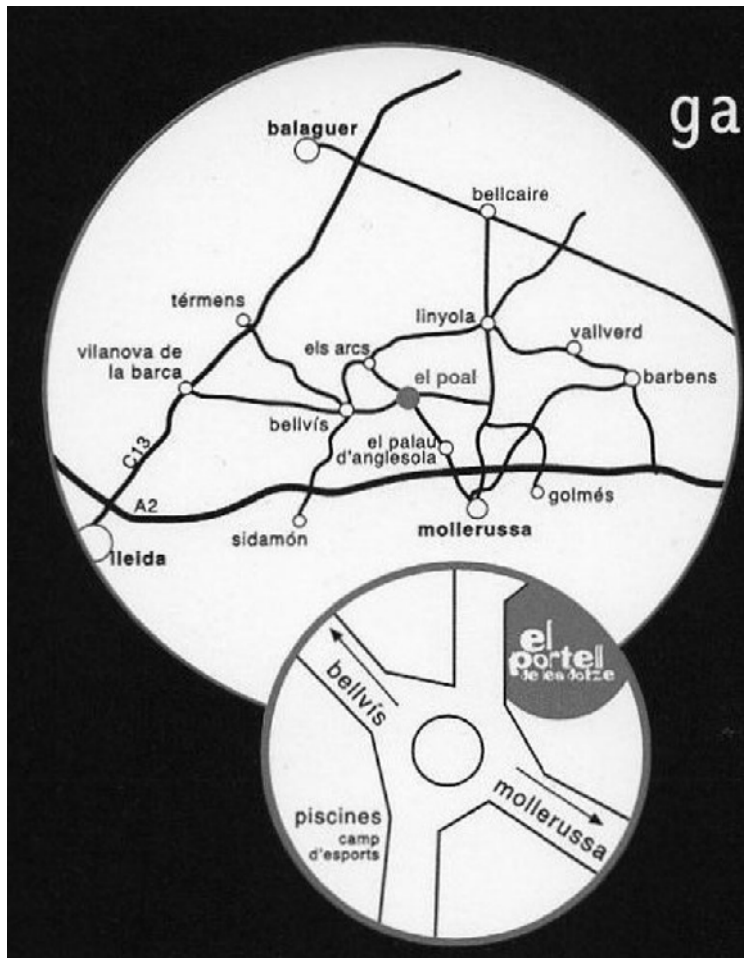 ga
balaguer
bellcaire
térmens
linyola
vallverd
els arcs
vilanova de
la barca
el poal
barbens
bellvís
el palau
d'anglesola
C13
A2
golmés
sidamón
mollerussa
lleida
el
portell
de les dotze
bellvís
mollerussa
piscines
camp
d'esports